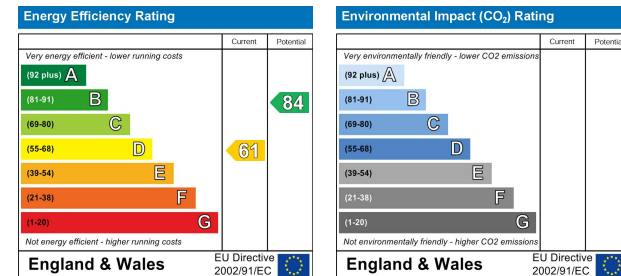 Energy Efficiency Rating
Current Potential
Very energy efficient - lower running costs
(92 plus) A
(81-91) B
84
(69-80) C
(55-68) D
61
(39-54) E
(21-38) F
(1-20) G
Not energy efficient - higher running costs
England & Wales
EU Directive
2002/91/EC
Environmental Impact (CO₂) Rating
Current Potentia
Very environmentally friendly - lower CO2 emissions
(92 plus) A
(81-91) B
(69-80) C
(55-68) D
(39-54) E
(21-38) F
(1-20) G
Not environmentally friendly - higher CO2 emissions
England & Wales
EU Directive
2002/91/EC